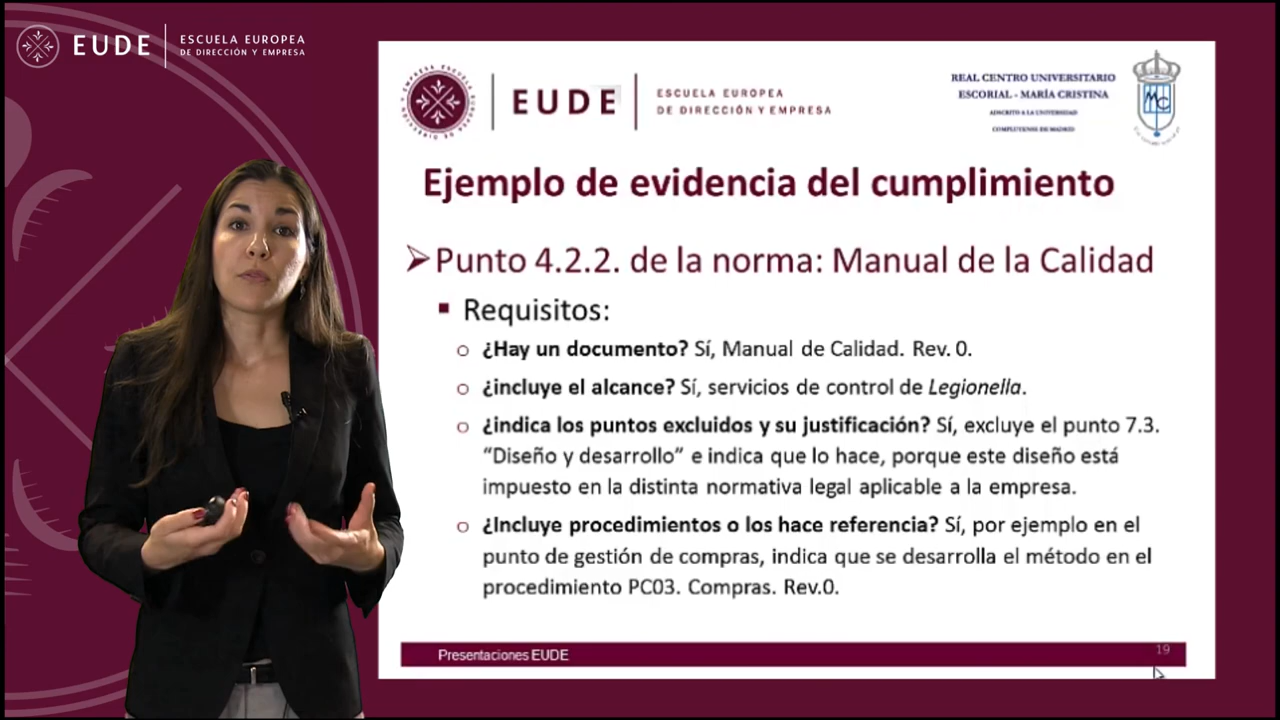 EUDE
ESCUELA EUROPEA
DE DIRECCIÓN Y EMPRESA
EUDE
ESCUELA EUROPEA
DE DIRECCIÓN Y EMPRESA
REAL CENTRO UNIVERSITARIO
ESCORIAL - MARÍA CRISTINA
ADSCRITO A LA UNIVERSIDAD
COMPLUTENSE DE MADRID
Ejemplo de evidencia del cumplimiento
Punto 4.2.2. de la norma: Manual de la Calidad
Requisitos:
¿Hay un documento? Sí, Manual de Calidad. Rev. 0.
¿incluye el alcance? Sí, servicios de control de Legionella.
¿indica los puntos excluidos y su justificación? Sí, excluye el punto 7.3.
“Diseño y desarrollo” e indica que lo hace, porque este diseño está
impuesto en la distinta normativa legal aplicable a la empresa.
¿Incluye procedimientos o los hace referencia? Sí, por ejemplo en el
punto de gestión de compras, indica que se desarrolla el método en el
procedimiento PC03. Compras. Rev.0.
Presentaciones EUDE
19